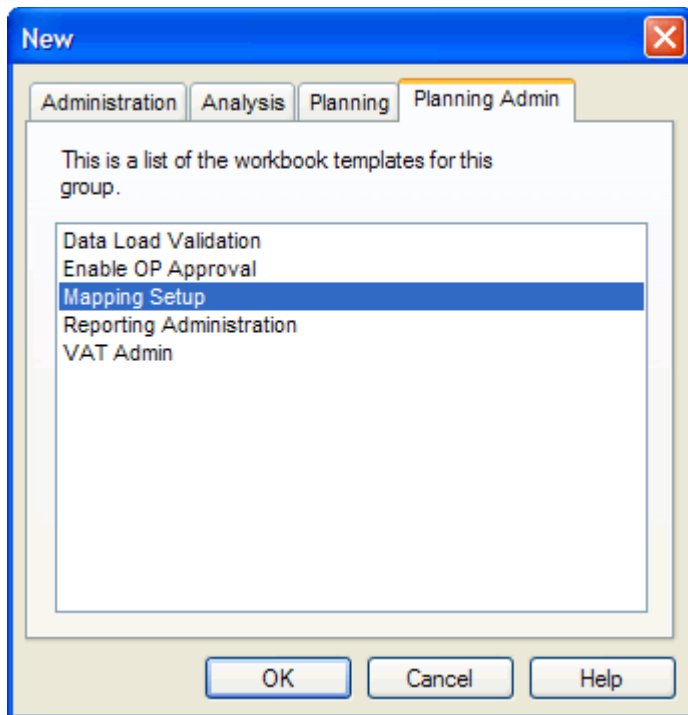 New
Administration Analysis Planning Planning Admin
This is a list of the workbook templates for this
group.
Data Load Validation
Enable OP Approval
Mapping Setup
Reporting Administration
VAT Admin
OK Cancel Help